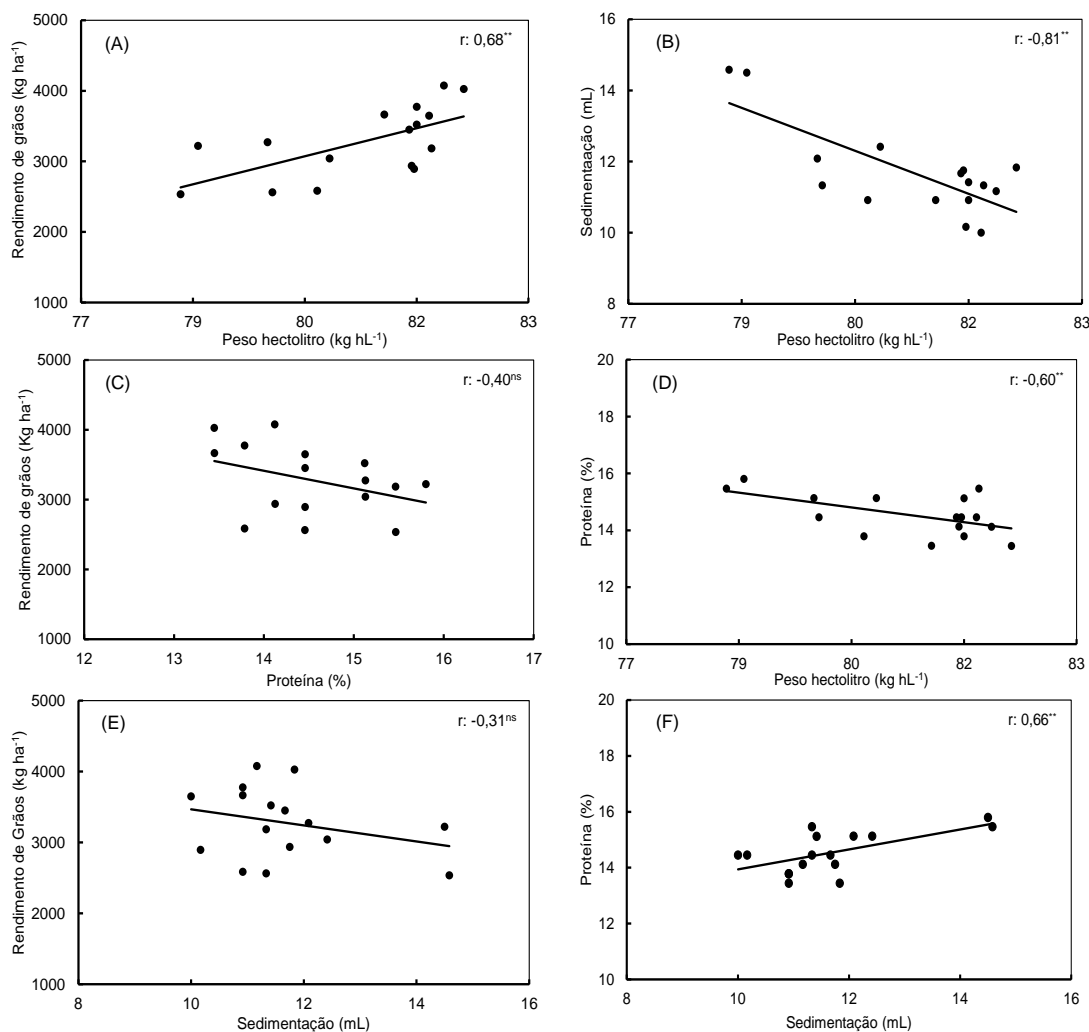 (A)
r: 0,68**
Rendimento de grãos (kg ha-1)
5000
4000
3000
2000
1000
77
79
80
82
83
Peso hectolitro (kg hL-1)
(B)
r: -0,81**
Sedimentaação (mL)
16
14
12
10
8
77
79
80
82
83
Peso hectolitro (kg hL-1)
(C)
r: -0,40ns
Rendimento de grãos (Kg ha-1)
5000
4000
3000
2000
1000
12
13
14
15
16
17
Proteína (%)
(D)
r: -0,60**
Proteína (%)
20
18
16
14
12
10
77
79
80
82
83
Peso hectolitro (kg hL-1)
(E)
r: -0,31ns
Rendimento de Grãos (kg ha-1)
5000
4000
3000
2000
1000
8
10
12
14
16
Sedimentação (mL)
(F)
r: 0,66**
Proteína (%)
20
18
16
14
12
10
8
10
12
14
16
Sedimentação (mL)